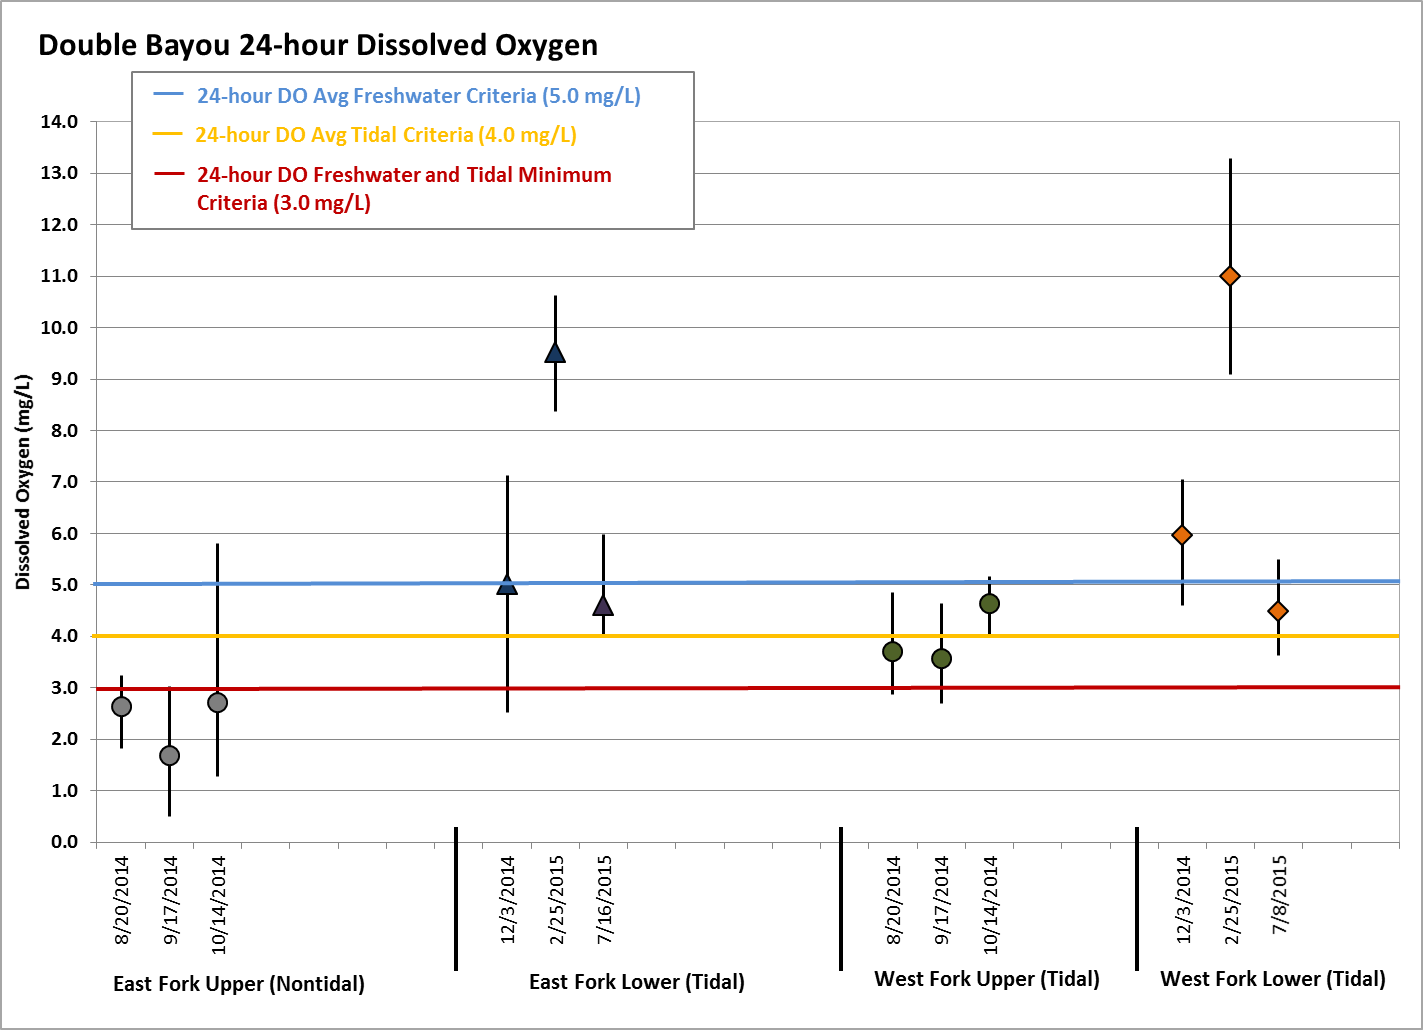 Double Bayou 24-hour Dissolved Oxygen
24-hour DO Avg Freshwater Criteria (5.0 mg/L)
24-hour DO Avg Tidal Criteria (4.0 mg/L)
24-hour DO Freshwater and Tidal Minimum
Criteria (3.0 mg/L)
Dissolved Oxygen (mg/L)
14.0
13.0
12.0
11.0
10.0
9.0
8.0
7.0
6.0
5.0
4.0
3.0
2.0
1.0
0.0
8/20/2014
9/17/2014
10/14/2014
12/3/2014
2/25/2015
7/16/2015
8/20/2014
9/17/2014
10/14/2014
12/3/2014
2/25/2015
7/8/2015
East Fork Upper (Nontidal)
East Fork Lower (Tidal)
West Fork Upper (Tidal)
West Fork Lower (Tidal)